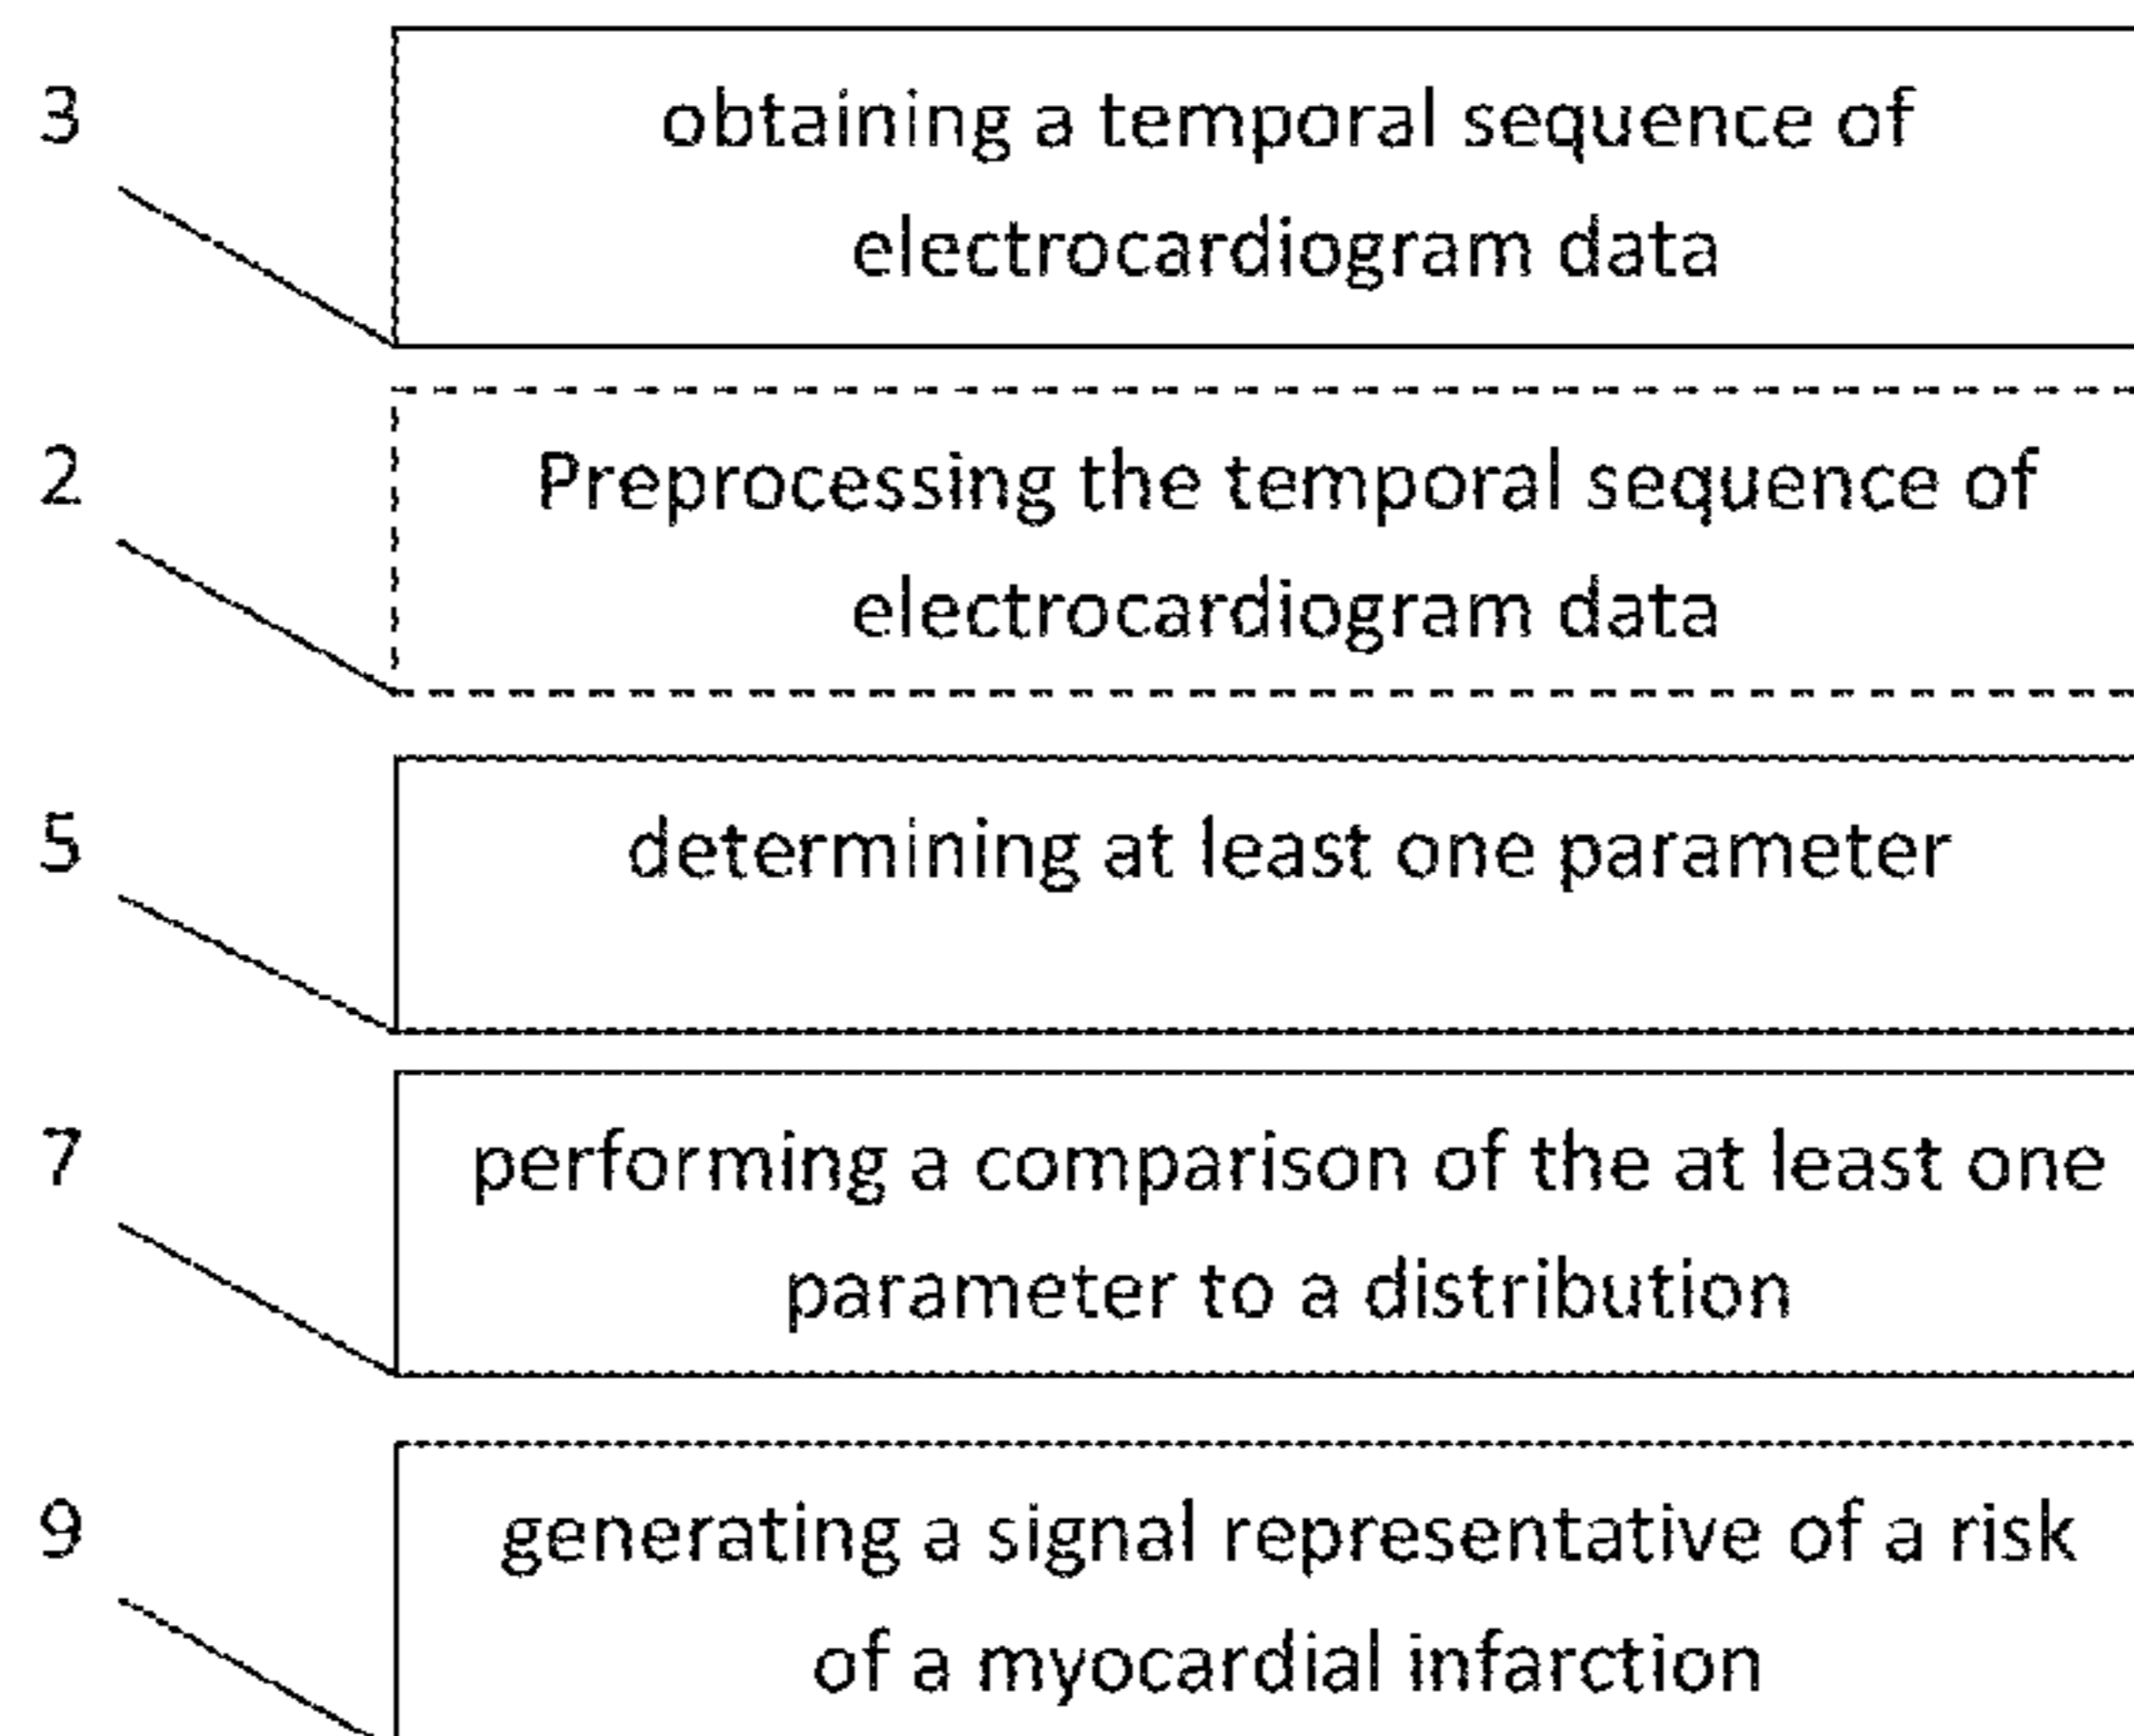 3
obtaining a temporal sequence of
electrocardiogram data
2
Preprocessing the temporal sequence of
electrocardiogram data
5
determining at least one parameter
7
performing a comparison of the at least one
parameter to a distribution
9
generating a signal representative of a risk
of a myocardial infarction